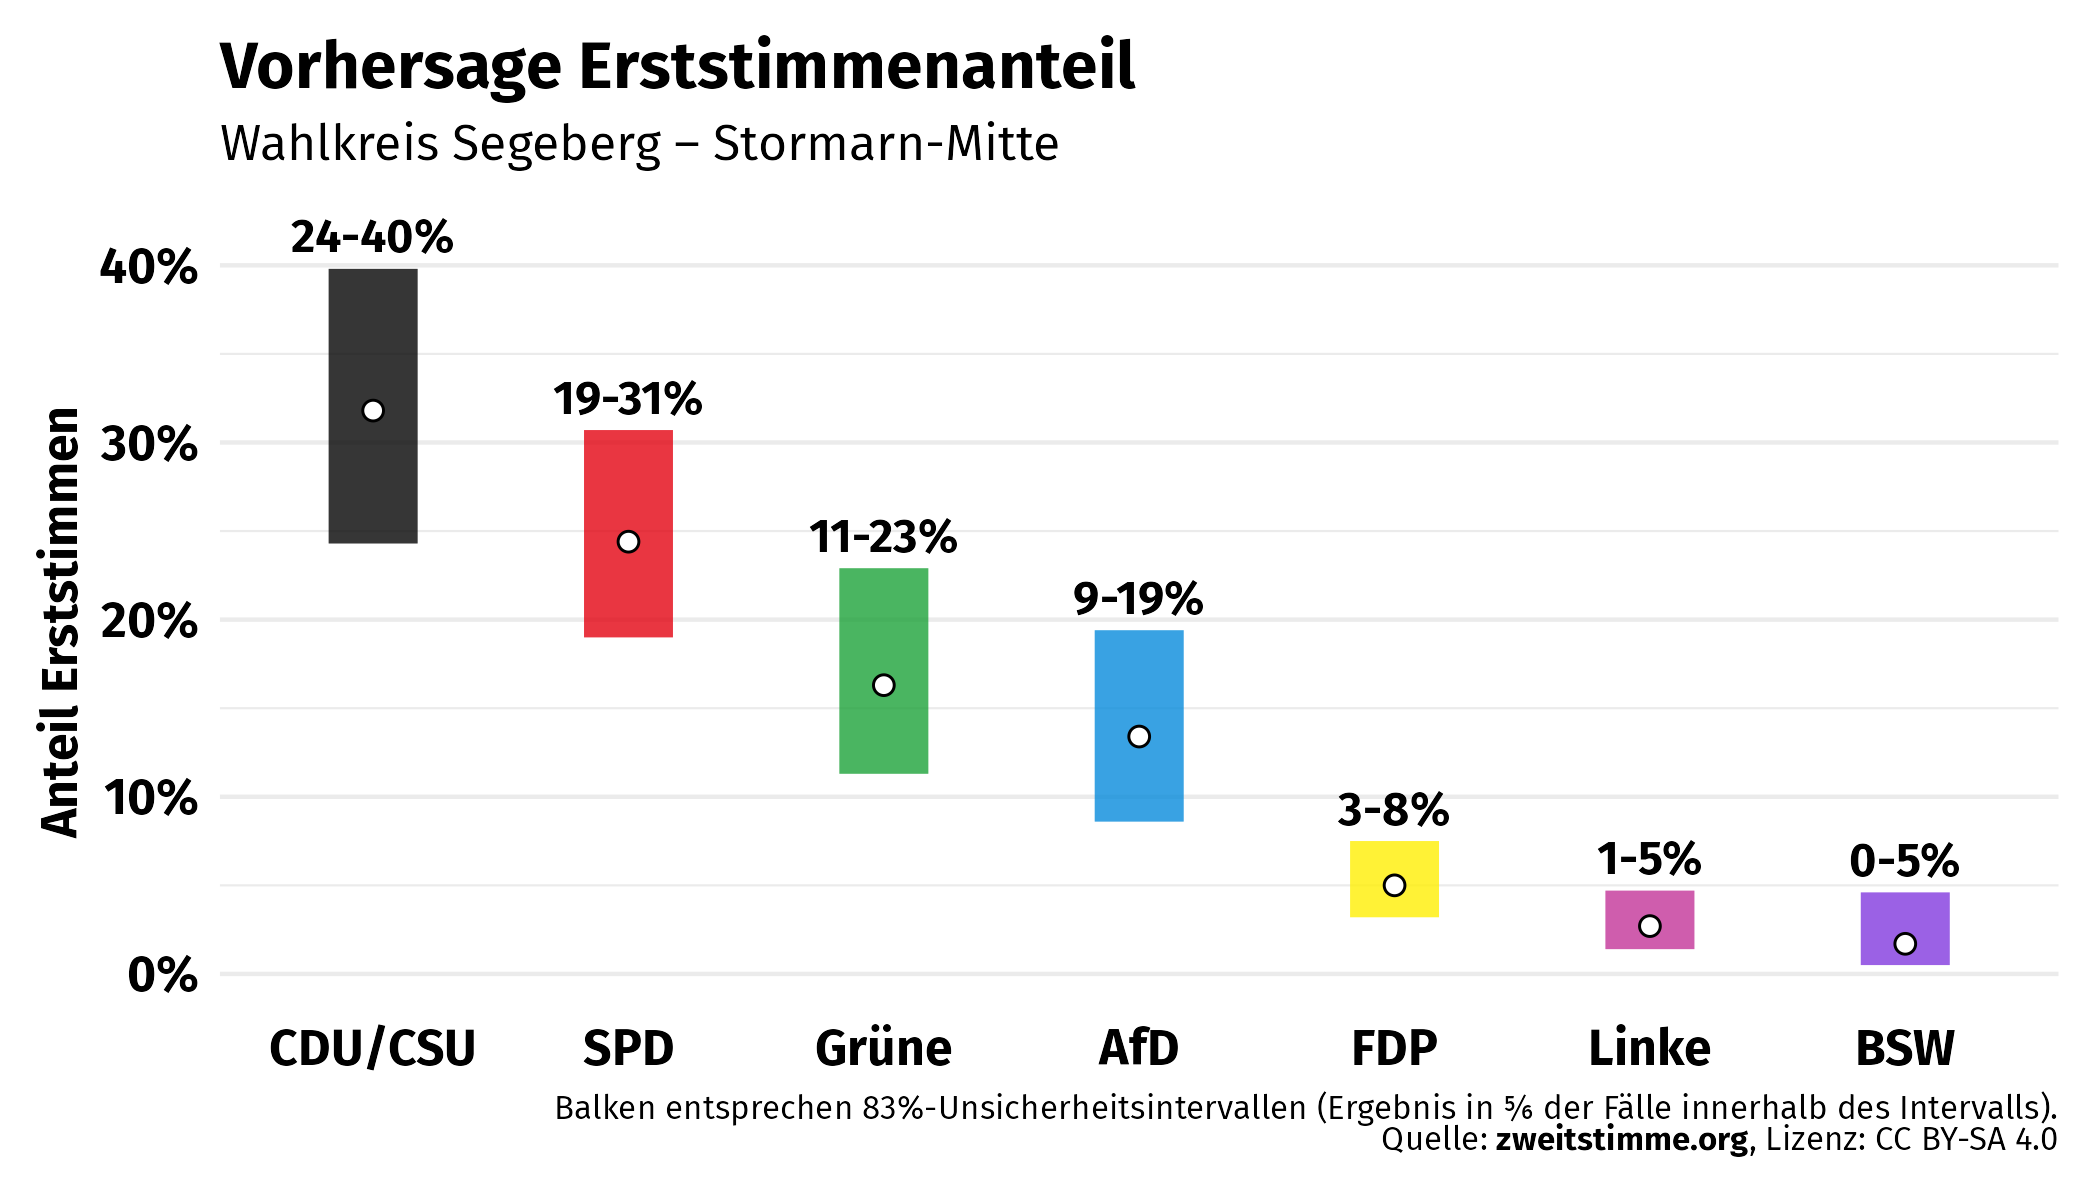 Vorhersage Erststimmenanteil
Wahlkreis Segeberg – Stormarn-Mitte
24-40%
40%
19-31%
30%
11-23%
9-19%
20%
10%
3-8%
1-5%
0-5%
0%
Anteil Erststimmen
CDU/CSU SPD Grüne AfD FDP Linke BSW
Balken entsprechen 83%-Unsicherheitsintervallen (Ergebnis in ⅚ der Fälle innerhalb des Intervalls).
Quelle: zweitstimme.org, Lizenz: CC BY-SA 4.0